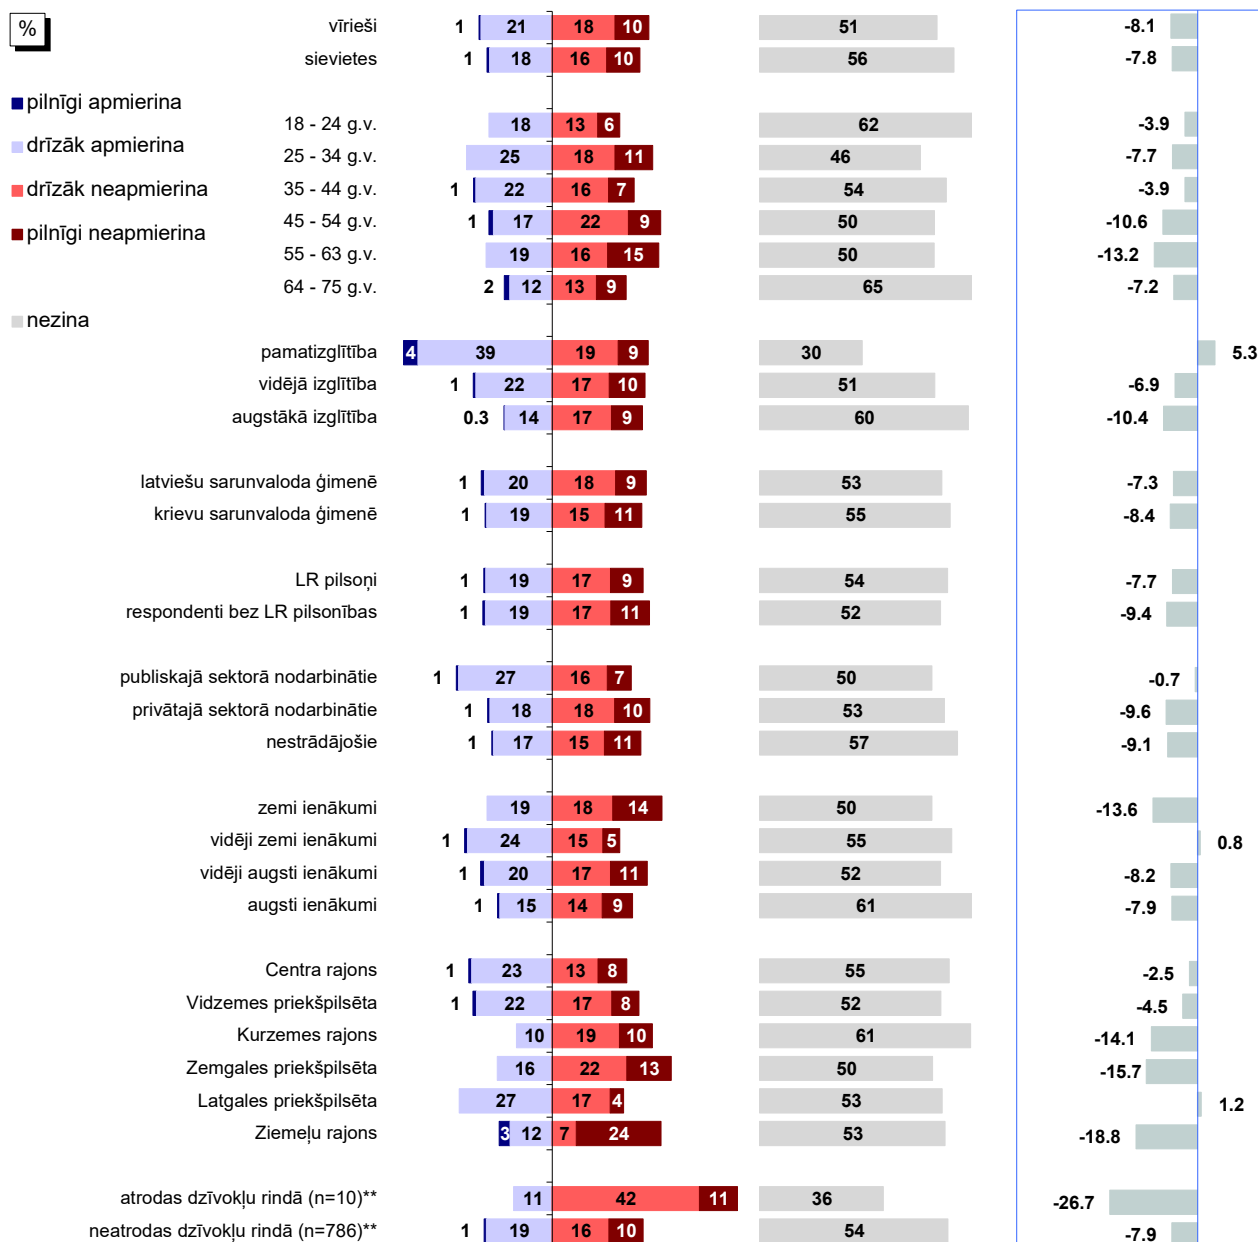 %
pilnīgi apmierina
drīzāk apmierina
drīzāk neapmierina
pilnīgi neapmierina
nezina
vīrieši 1 21 18 10 51 -8.1
sievietes 1 18 16 10 56 -7.8
18 - 24 g.v. 18 13 6 62 -3.9
25 - 34 g.v. 25 18 11 46 -7.7
35 - 44 g.v. 1 22 16 7 54 -3.9
45 - 54 g.v. 1 17 22 9 50 -10.6
55 - 63 g.v. 19 16 15 50 -13.2
64 - 75 g.v. 2 12 13 9 65 -7.2
pamatizglītība 4 39 19 9 30 5.3
vidējā izglītība 1 22 17 10 51 -6.9
augstākā izglītība 0.3 14 17 9 60 -10.4
latviešu sarunvaloda ģimenē 1 20 18 9 53 -7.3
krievu sarunvaloda ģimenē 1 19 15 11 55 -8.4
LR pilsoņi 1 19 17 9 54 -7.7
respondenti bez LR pilsonības 1 19 17 11 52 -9.4
publiskajā sektorā nodarbinātie 1 27 16 7 50 -0.7
privātajā sektorā nodarbinātie 1 18 18 10 53 -9.6
nestrādājošie 1 17 15 11 57 -9.1
zemi ienākumi 19 18 14 50 -13.6
vidēji zemi ienākumi 1 24 15 5 55 0.8
vidēji augsti ienākumi 1 20 17 11 52 -8.2
augsti ienākumi 1 15 14 9 61 -7.9
Centra rajons 1 23 13 8 55 -2.5
Vidzemes priekšpilsēta 1 22 17 8 52 -4.5
Kurzemes rajons 10 19 10 61 -14.1
Zemgales priekšpilsēta 16 22 13 50 -15.7
Latgales priekšpilsēta 27 17 4 53 1.2
Ziemeļu rajons 3 12 7 24 53 -18.8
atrodas dzīvokļu rindā (n=10)** 11 42 11 36 -26.7
neatrodas dzīvokļu rindā (n=786)** 1 19 16 10 54 -7.9